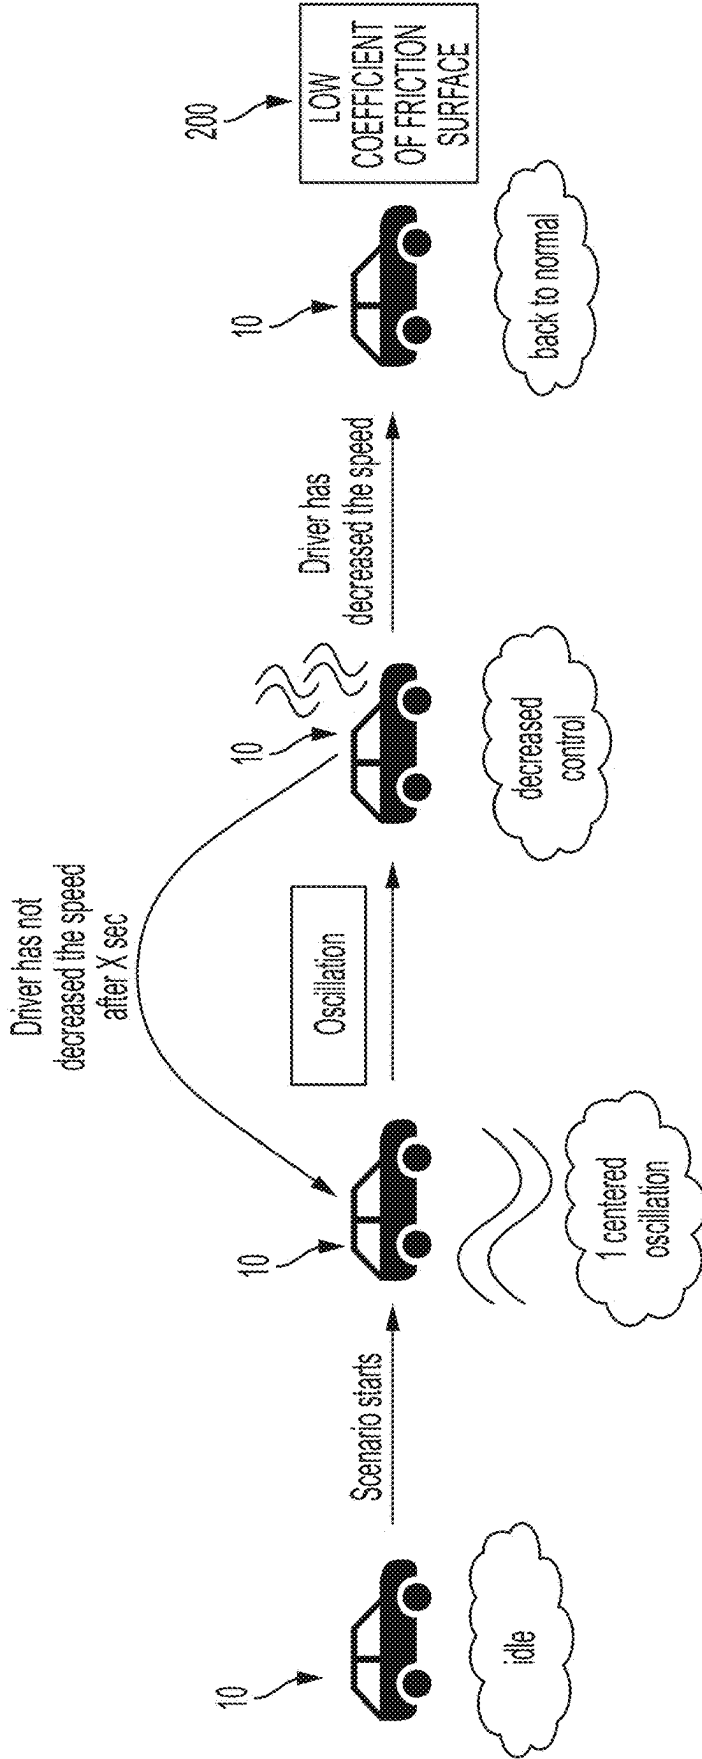 10
idle
Scenario starts
10
1 centered
oscillation
Driver has not
decreased the speed
after X sec
Oscillation
10
decreased
control
Driver has
decreased the speed
10
back to normal
200
LOW
COEFFICIENT
OF FRICTION
SURFACE